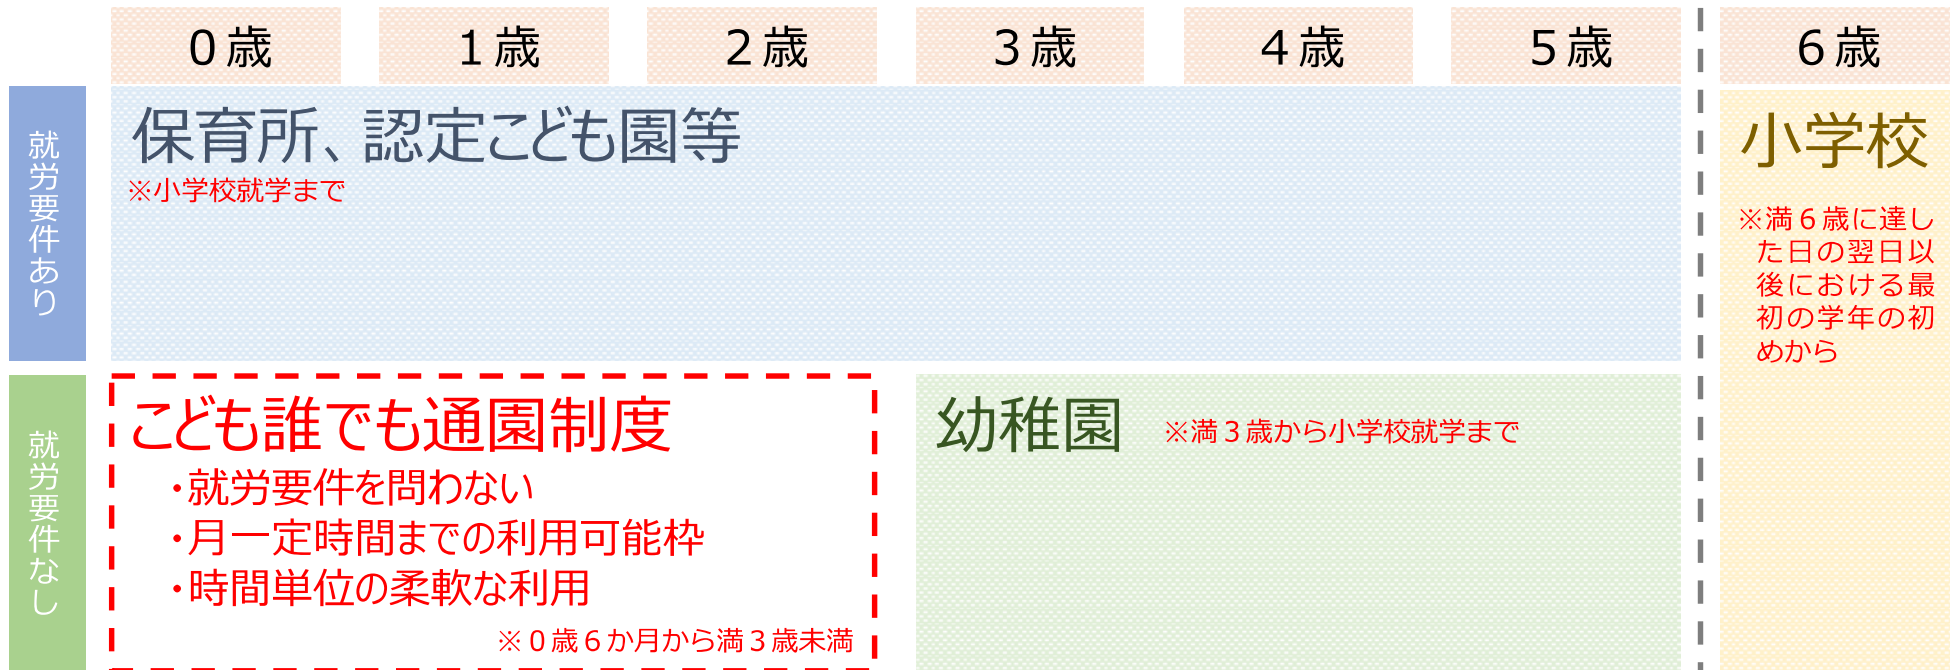 ０歳
１歳
２歳
３歳
４歳
５歳
６歳
就労要件あり
保育所、認定こども園等
※小学校就学まで
小学校
※満６歳に達し
た日の翌日以
後における最
初の学年の初
めから
就労要件なし
こども誰でも通園制度
・就労要件を問わない
・月一定時間までの利用可能枠
・時間単位の柔軟な利用
※０歳６か月から満３歳未満
幼稚園
※満３歳から小学校就学まで